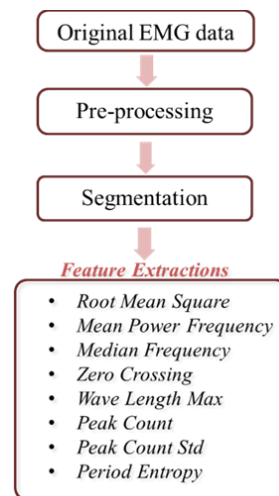 Original EMG data
Pre-processing
Segmentation
Feature Extractions
• Root Mean Square
• Mean Power Frequency
• Median Frequency
• Zero Crossing
• Wave Length Max
• Peak Count
• Peak Count Std
• Period Entropy